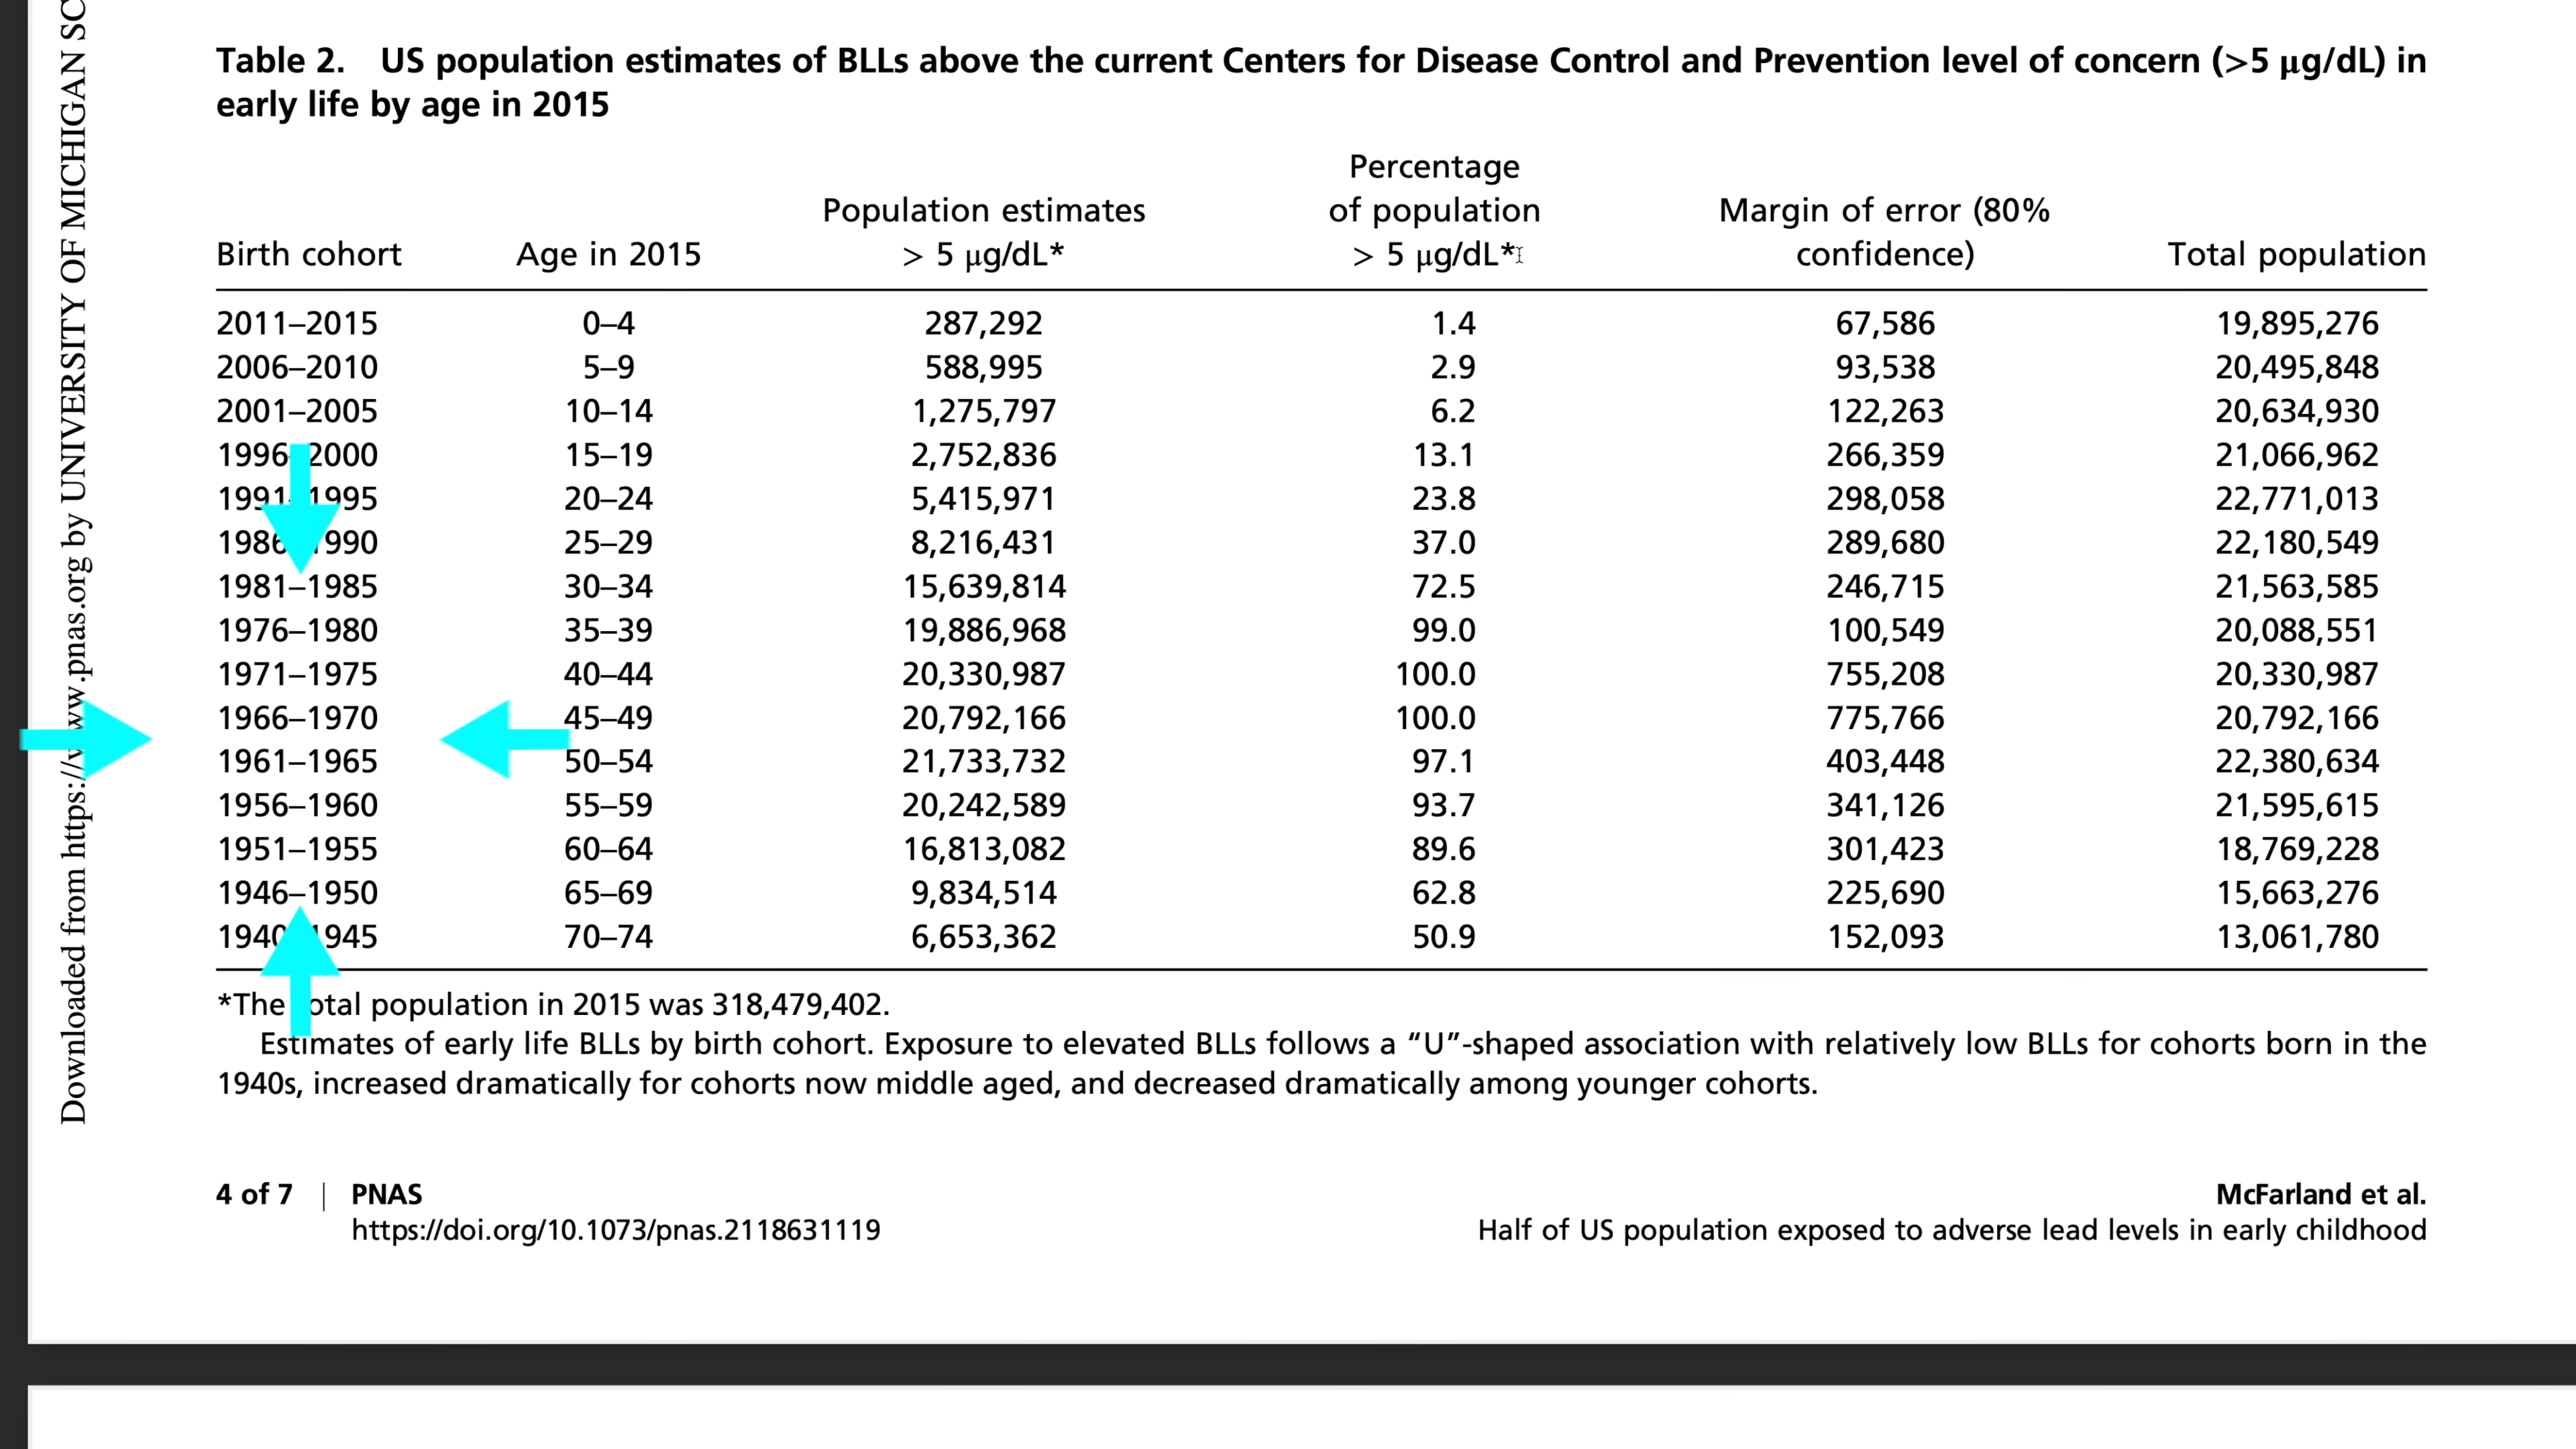 Downloaded from https://www.pnas.org by UNIVERSITY OF MICHIGAN
Table 2. US population estimates of BLLs above the current Centers for Disease Control and Prevention level of concern (>5 μg/dL) in
early life by age in 2015
Birth cohort Age in 2015 Population estimates > 5 μg/dL* Percentage of population > 5 μg/dL* Margin of error (80% confidence) Total population
2011–2015 0–4 287,292 1.4 67,586 19,895,276
2006–2010 5–9 588,995 2.9 93,538 20,495,848
2001–2005 10–14 1,275,797 6.2 122,263 20,634,930
1996–2000 15–19 2,752,836 13.1 266,359 21,066,962
1991–1995 20–24 5,415,971 23.8 298,058 22,771,013
1986–1990 25–29 8,216,431 37.0 289,680 22,180,549
1981–1985 30–34 15,639,814 72.5 246,715 21,563,585
1976–1980 35–39 19,886,968 99.0 100,549 20,088,551
1971–1975 40–44 20,330,987 100.0 755,208 20,330,987
1966–1970 45–49 20,792,166 100.0 775,766 20,792,166
1961–1965 50–54 21,733,732 97.1 403,448 22,380,634
1956–1960 55–59 20,242,589 93.7 341,126 21,595,615
1951–1955 60–64 16,813,082 89.6 301,423 18,769,228
1946–1950 65–69 9,834,514 62.8 225,690 15,663,276
1940–1945 70–74 6,653,362 50.9 152,093 13,061,780
*The total population in 2015 was 318,479,402.
Estimates of early life BLLs by birth cohort. Exposure to elevated BLLs follows a “U”-shaped association with relatively low BLLs for cohorts born in the
1940s, increased dramatically for cohorts now middle aged, and decreased dramatically among younger cohorts.
4 of 7 | PNAS
https://doi.org/10.1073/pnas.2118631119
McFarland et al.
Half of US population exposed to adverse lead levels in early childhood